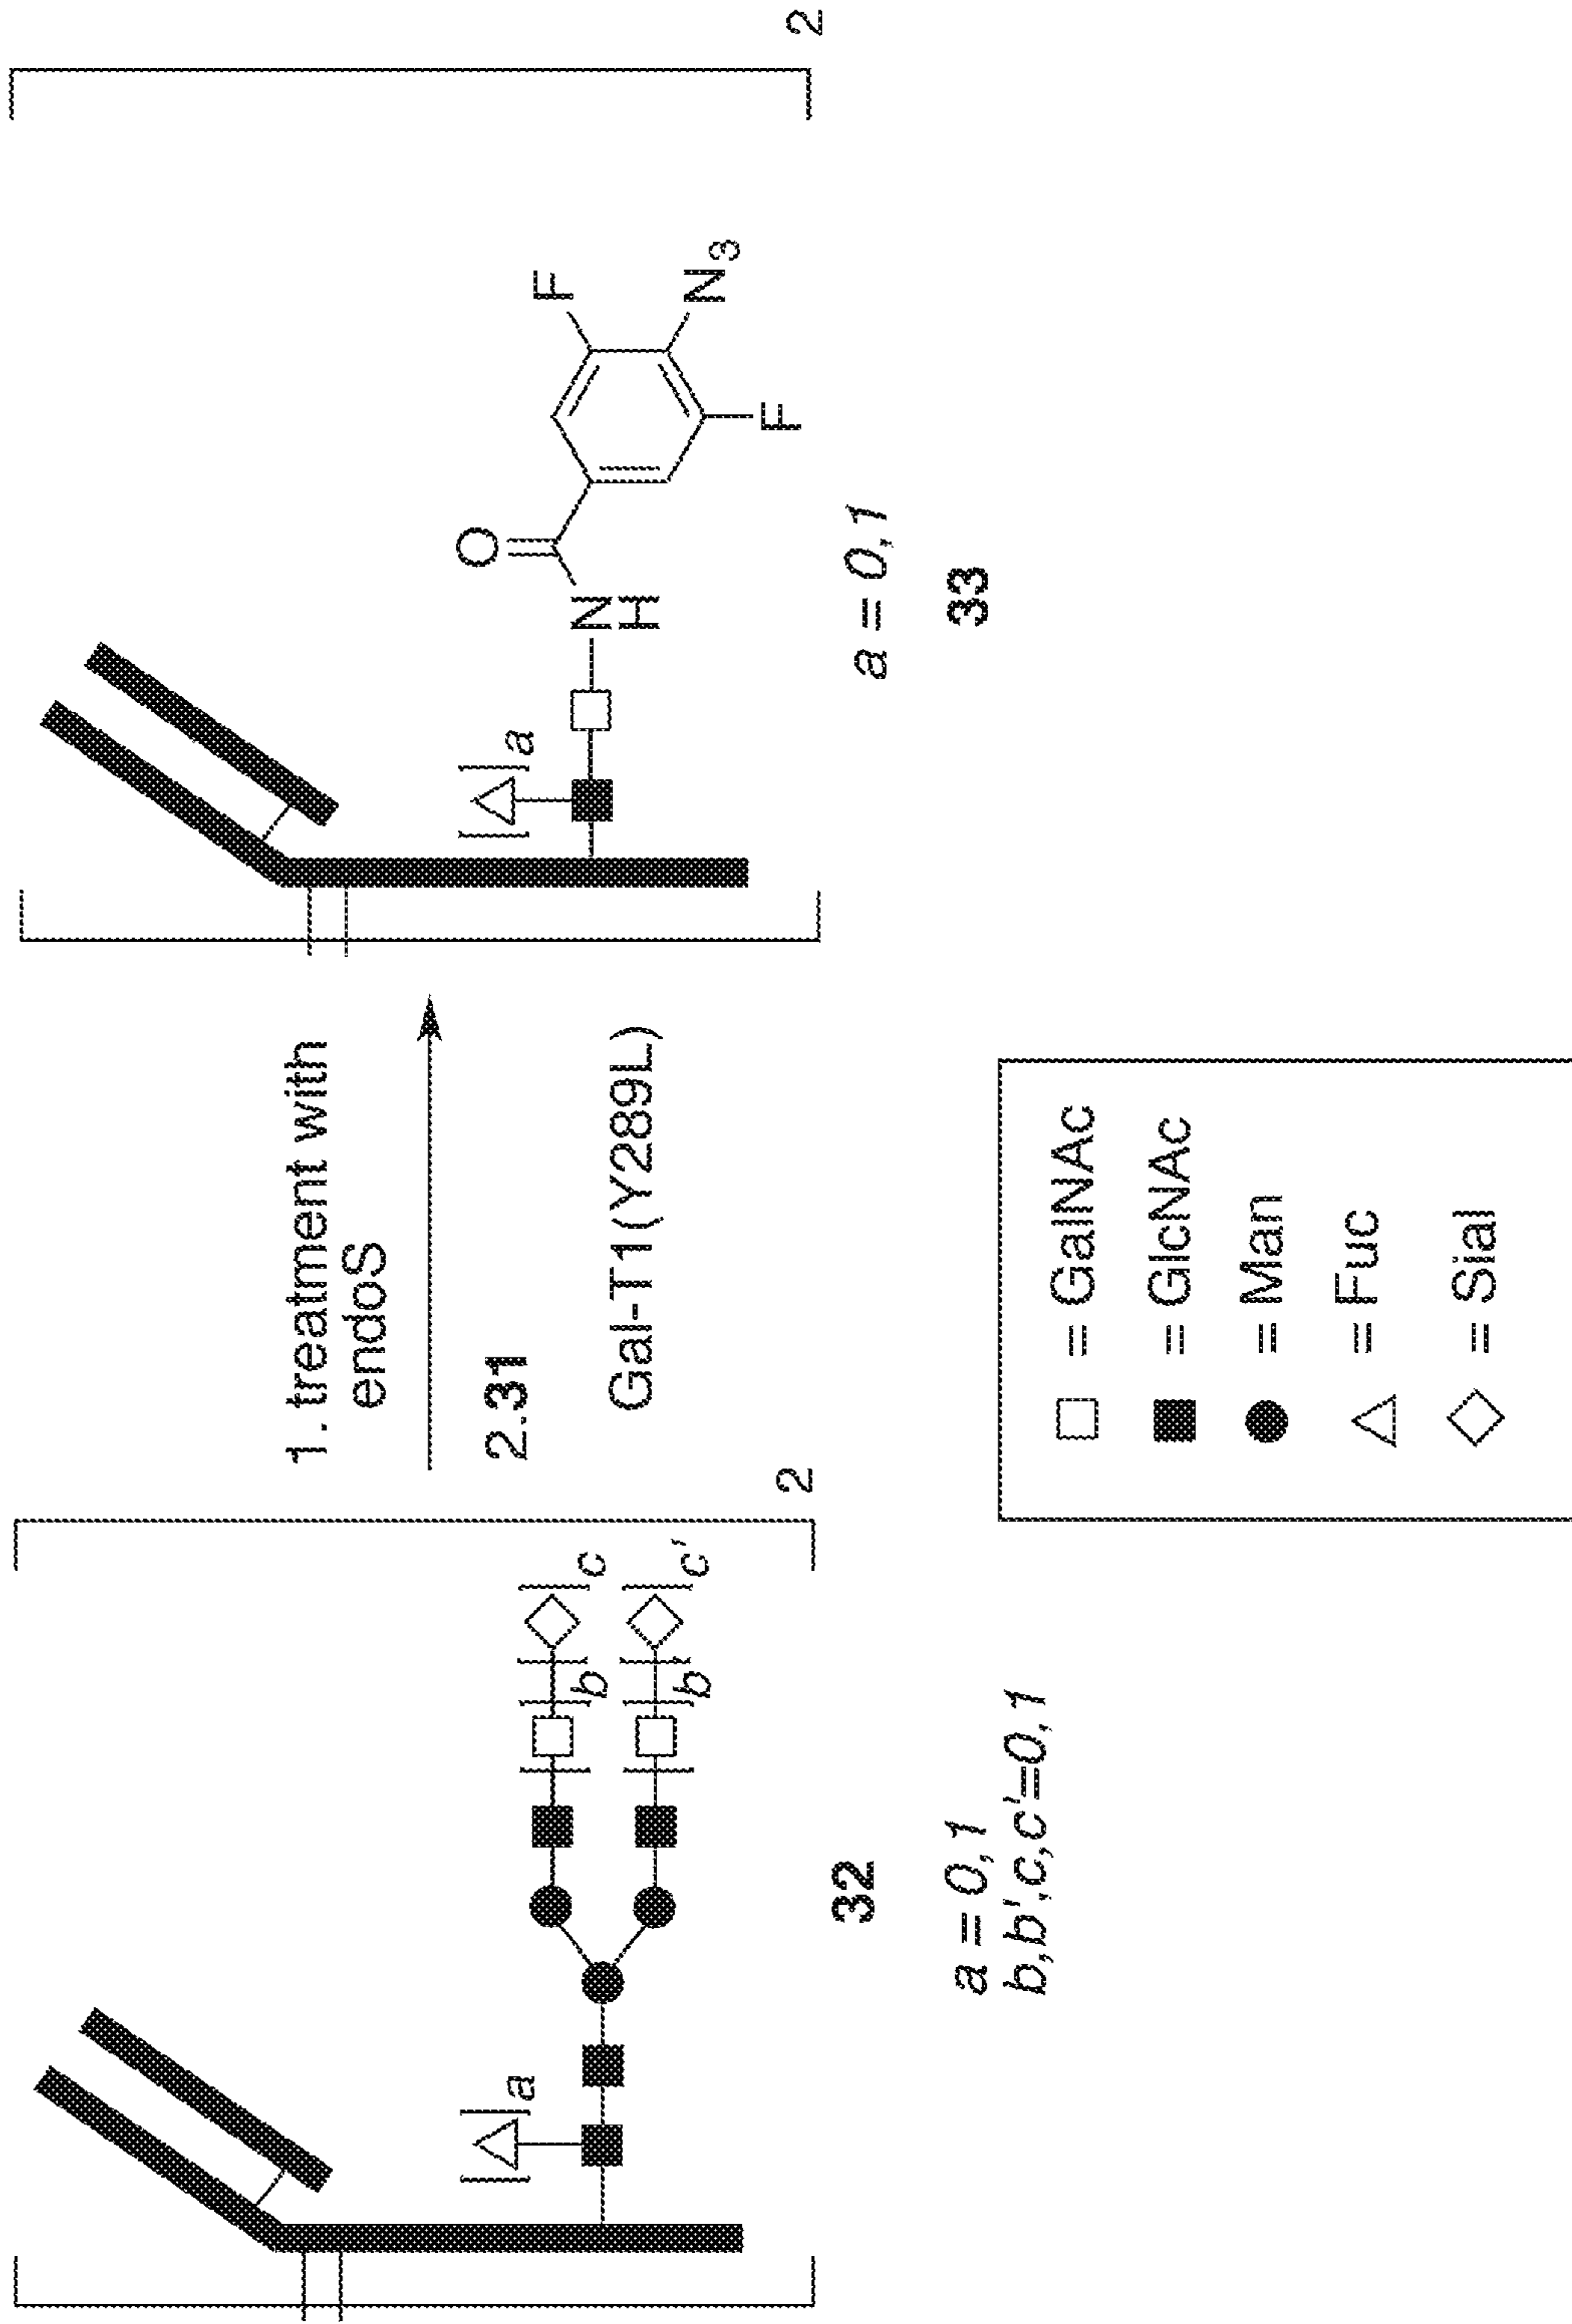 a
b
c
b'
c'
2
32
a = 0,1
b,b',c,c'=0,1
1. treatment with
endoS
2.31
Gal-T1(Y289L)
a
N
H
O
F
F
N3
2
a = 0,1
33
= GalNAc
= GlcNAc
= Man
= Fuc
= Sial